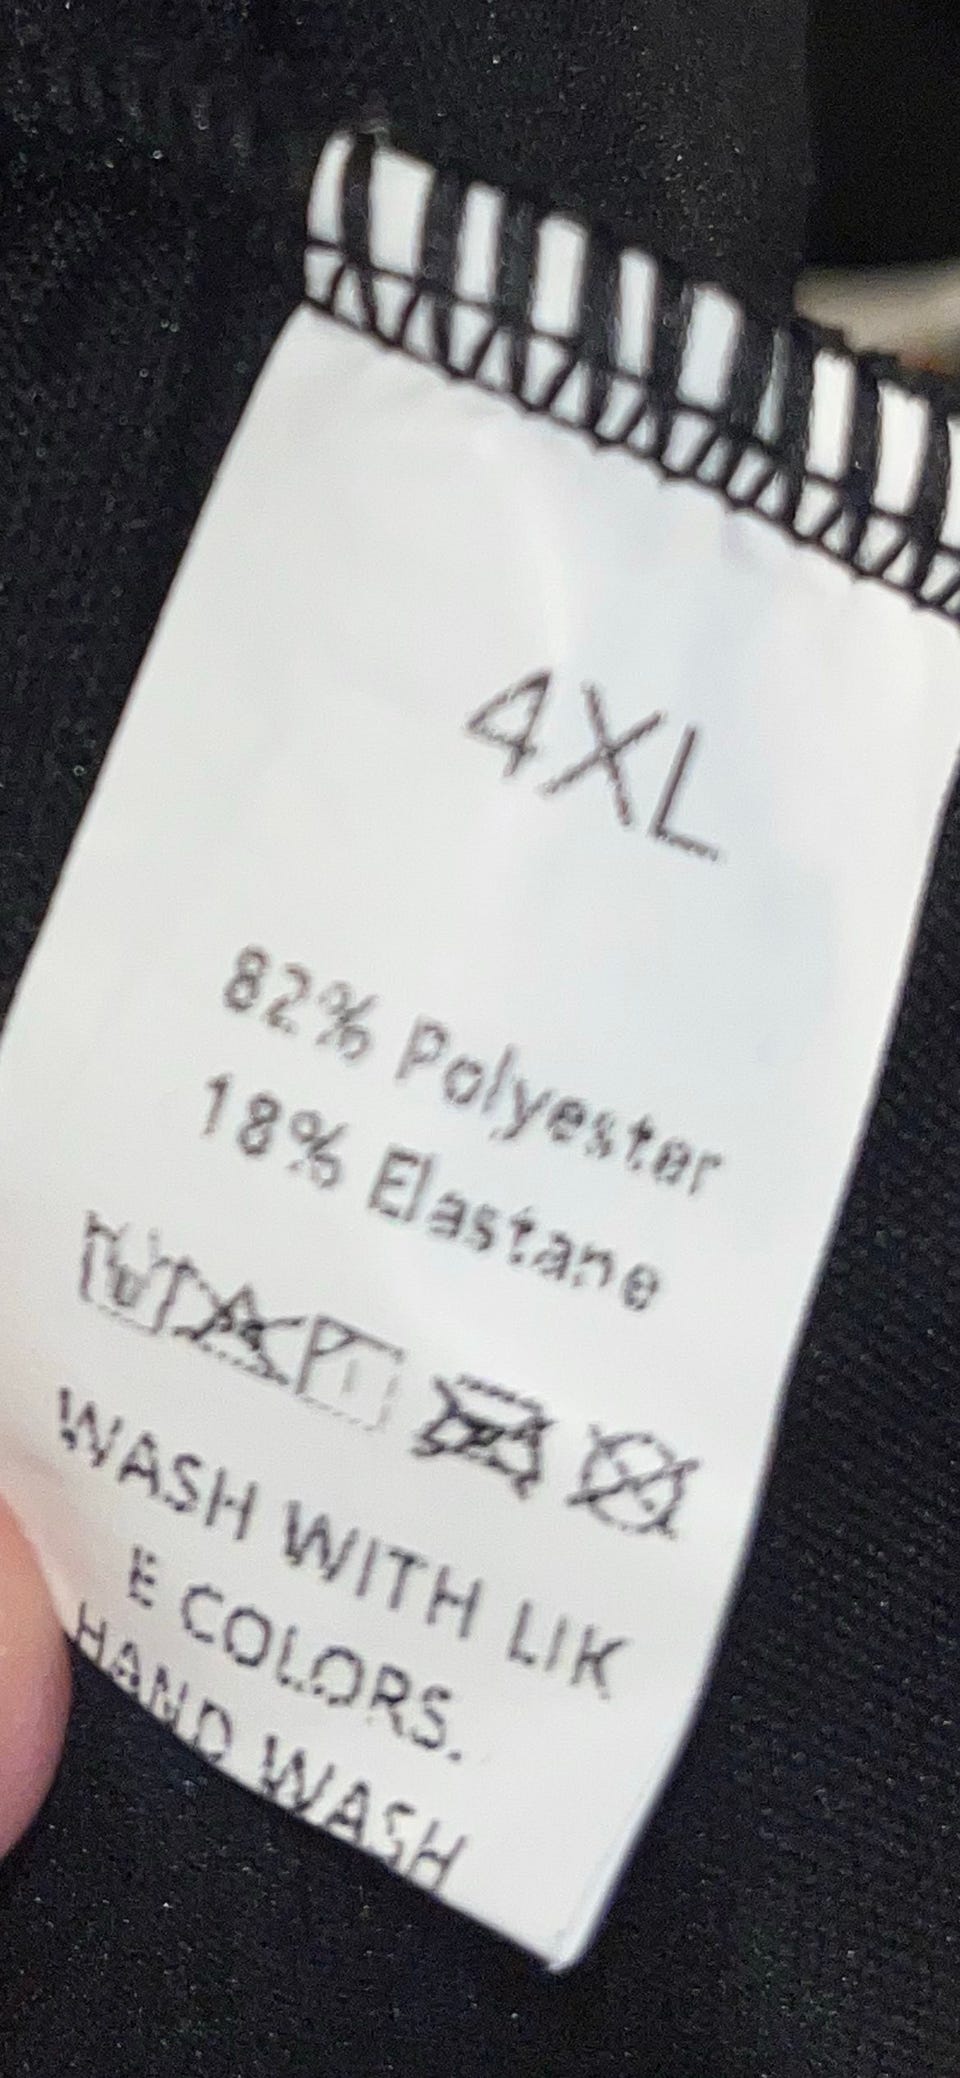 4XL
82% Polyester
18% Elastane
WASH WITH LIK
E COLORS.
HAND WASH